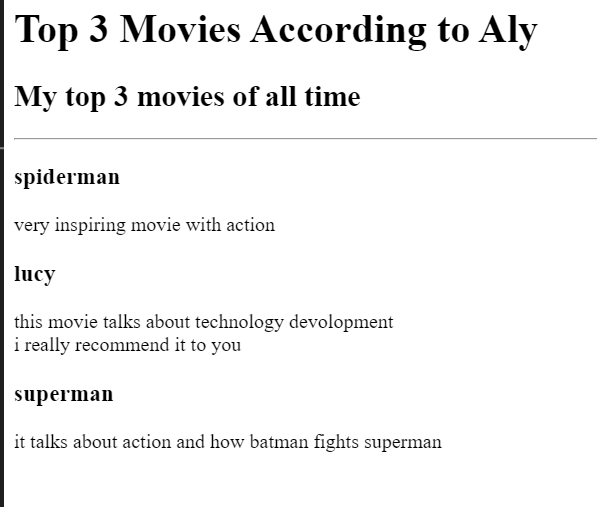 Top 3 Movies According to Aly
My top 3 movies of all time
spiderman
very inspiring movie with action
lucy
this movie talks about technology devolopment
i really recommend it to you
superman
it talks about action and how batman fights superman